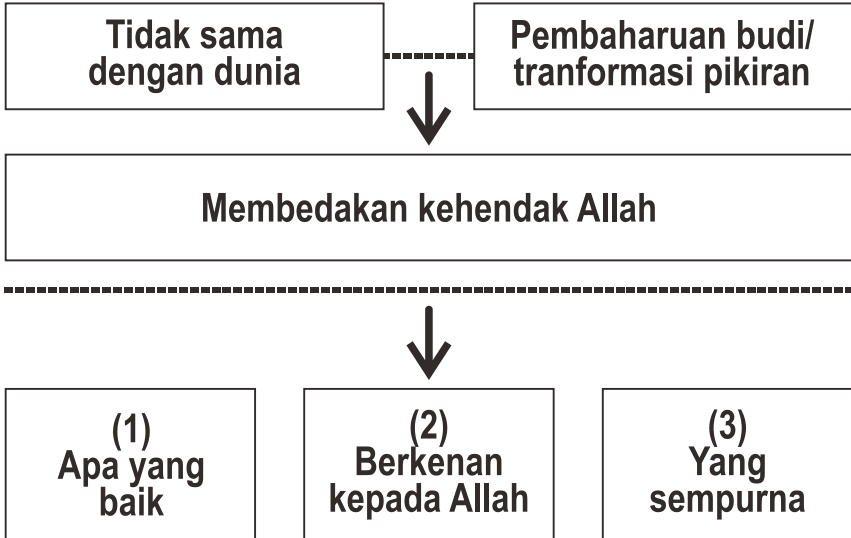 Tidak sama
dengan dunia
Pembaharuan budi/
tranformasi pikiran
Membedakan kehendak Allah
(1)
Apa yang
baik
(2)
Berkenan
kepada Allah
(3)
Yang
sempurna